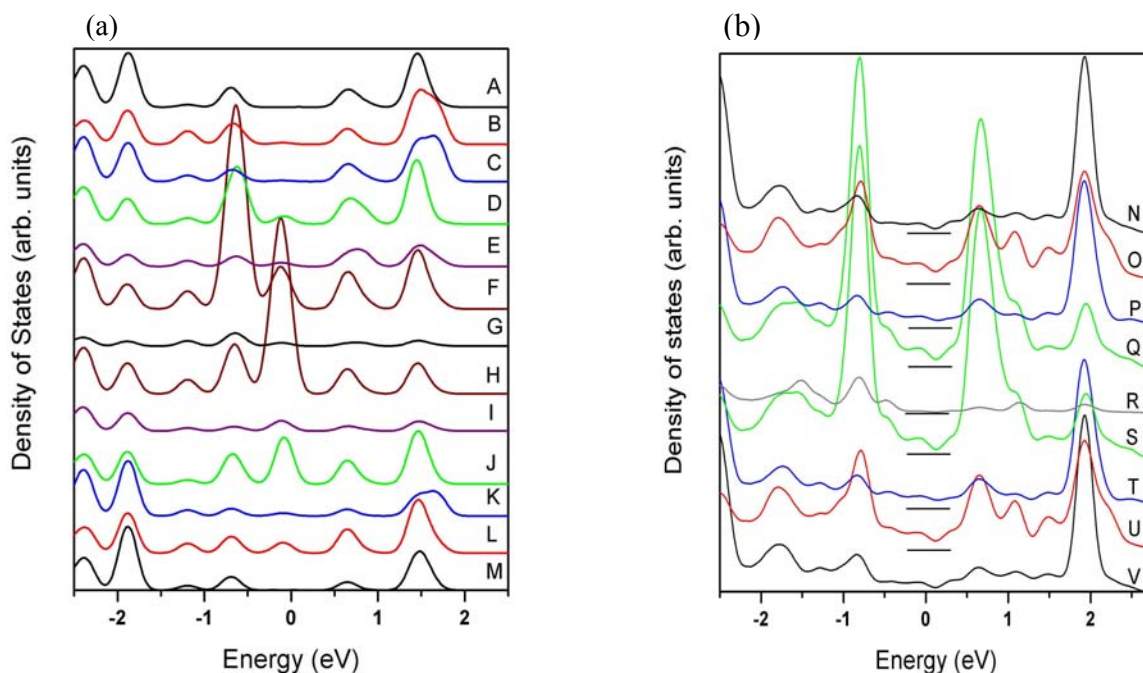 (a)
Density of States (arb. units)
A
B
C
D
E
F
G
H
I
J
K
L
M
-2 -1 0 1 2
Energy (eV)
(b)
Density of states (arb. units)
N
O
P
Q
R
S
T
U
V
-2 -1 0 1 2
Energy (eV)